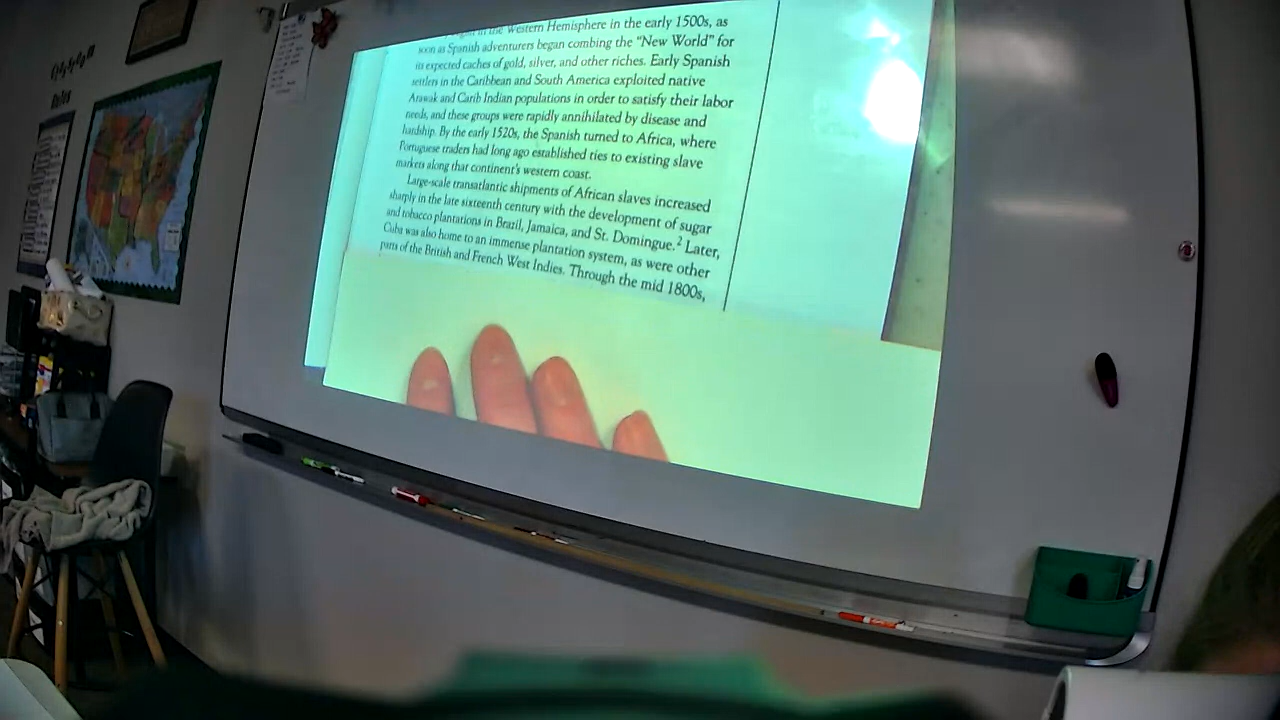 in the Western Hemisphere in the early 1500s, as
soon as Spanish adventurers began combing the "New World" for
its expected caches of gold, silver, and other riches. Early Spanish
settlers in the Caribbean and South America exploited native
Arawak and Carib Indian populations in order to satisfy their labor
needs, and these groups were rapidly annihilated by disease and
hardship. By the early 1520s, the Spanish turned to Africa, where
Portuguese traders had long ago established ties to existing slave
markets along that continent's western coast.
Large-scale transatlantic shipments of African slaves increased
sharply in the late sixteenth century with the development of sugar
and tobacco plantations in Brazil, Jamaica, and St. Domingue.2 Later,
Cuba was also home to an immense plantation system, as were other
parts of the British and French West Indies. Through the mid 1800s,
Rules